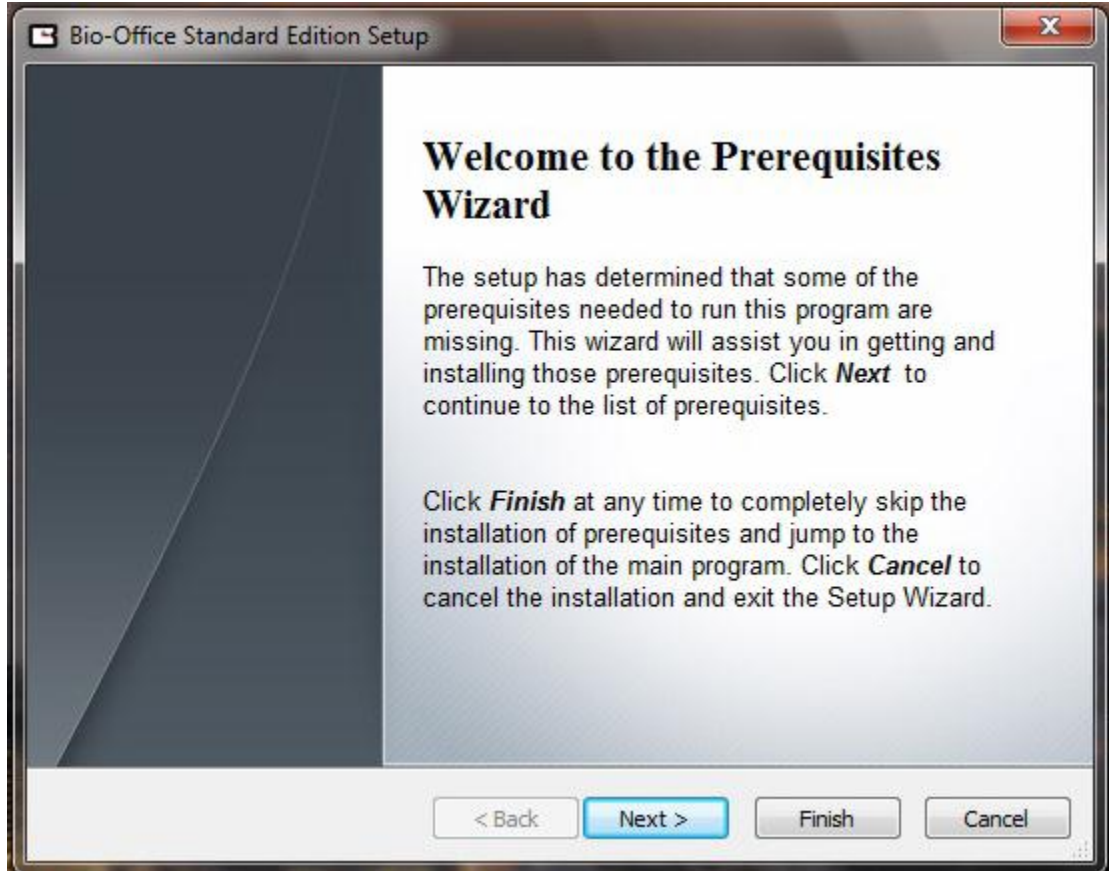 Bio-Office Standard Edition Setup
Welcome to the Prerequisites
Wizard
The setup has determined that some of the
prerequisites needed to run this program are
missing. This wizard will assist you in getting and
installing those prerequisites. Click Next to
continue to the list of prerequisites.
Click Finish at any time to completely skip the
installation of prerequisites and jump to the
installation of the main program. Click Cancel to
cancel the installation and exit the Setup Wizard.
< Back Next > Finish Cancel